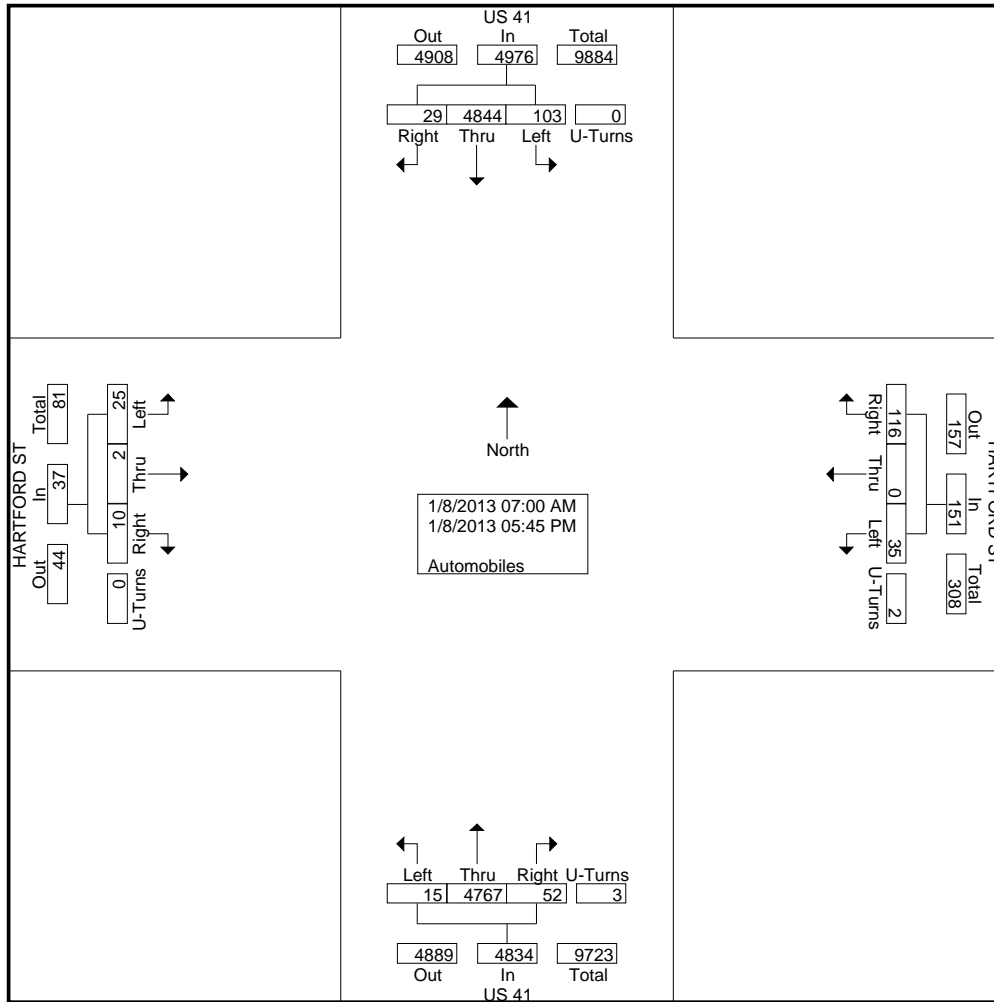 US 41
Out In Total
4908 4976 9884
29 4844 103 0
Right Thru Left U-Turns
HARTFORD ST
Total In Out
81 37 44
25 2 10 0
Left Thru Right U-Turns
North
1/8/2013 07:00 AM
1/8/2013 05:45 PM
Automobiles
HARTFORD ST
Out In Total
157 151 308
116 0 35 2
Right Thru Left U-Turns
Left Thru Right U-Turns
15 4767 52 3
4889 4834 9723
Out In Total
US 41